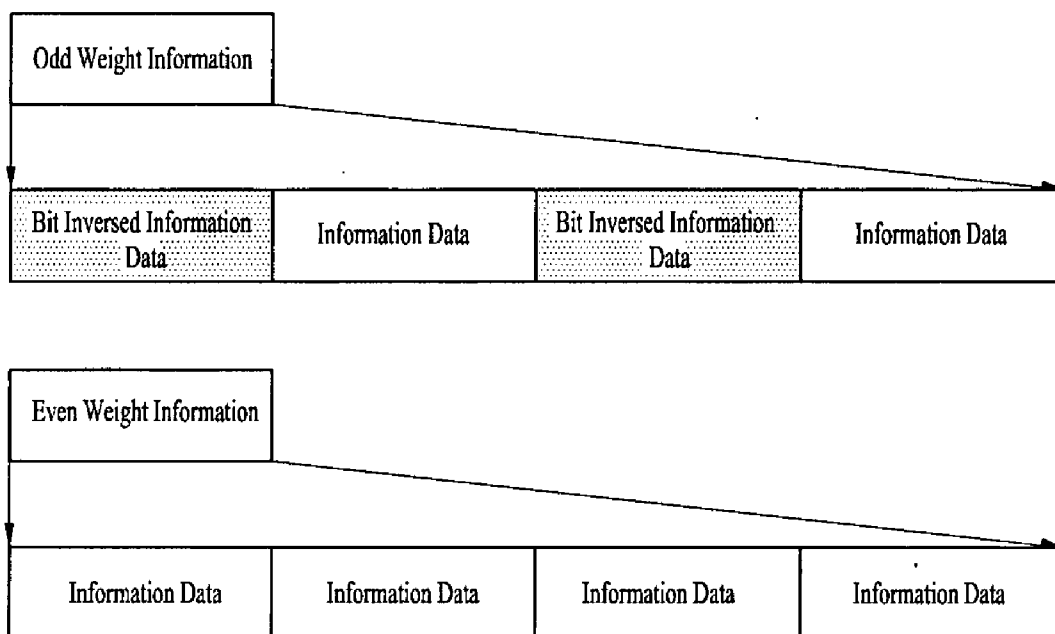 Odd Weight Information
Bit Inversed Information
Data
Information Data
Bit Inversed Information
Data
Information Data
Even Weight Information
Information Data
Information Data
Information Data
Information Data